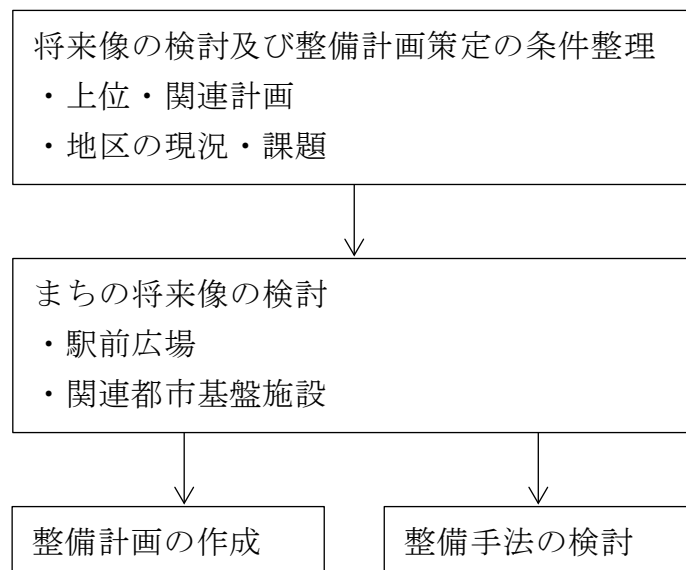 将来像の検討及び整備計画策定の条件整理
・上位・関連計画
・地区の現況・課題
まちの将来像の検討
・駅前広場
・関連都市基盤施設
整備計画の作成
整備手法の検討